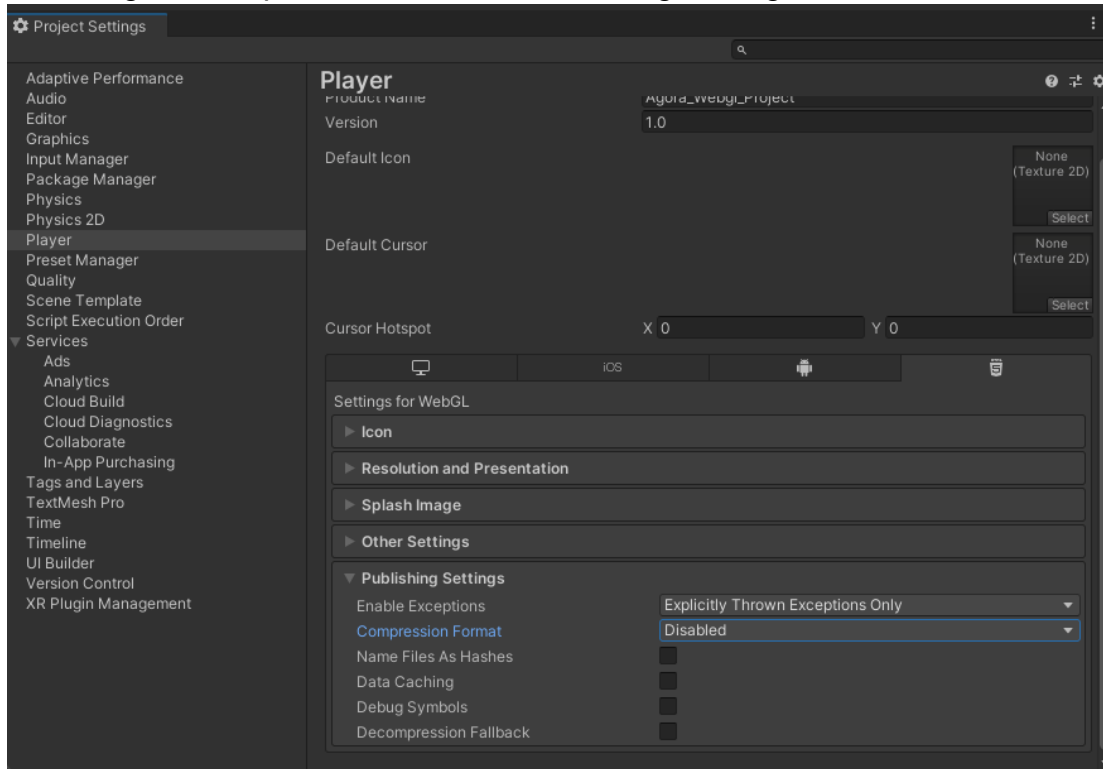 Project Settings
Adaptive Performance
Audio
Editor
Graphics
Input Manager
Package Manager
Physics
Physics 2D
Player
Preset Manager
Quality
Scene Template
Script Execution Order
Services
Ads
Analytics
Cloud Build
Cloud Diagnostics
Collaborate
In-App Purchasing
Tags and Layers
TextMesh Pro
Time
Timeline
UI Builder
Version Control
XR Plugin Management
Player
Product Name Agora_Webgl_Project
Version 1.0
Default Icon
None
(Texture 2D)
Select
Default Cursor
None
(Texture 2D)
Select
Cursor Hotspot X 0 Y 0
iOS
Settings for WebGL
Icon
Resolution and Presentation
Splash Image
Other Settings
Publishing Settings
Enable Exceptions Explicitly Thrown Exceptions Only
Compression Format Disabled
Name Files As Hashes
Data Caching
Debug Symbols
Decompression Fallback